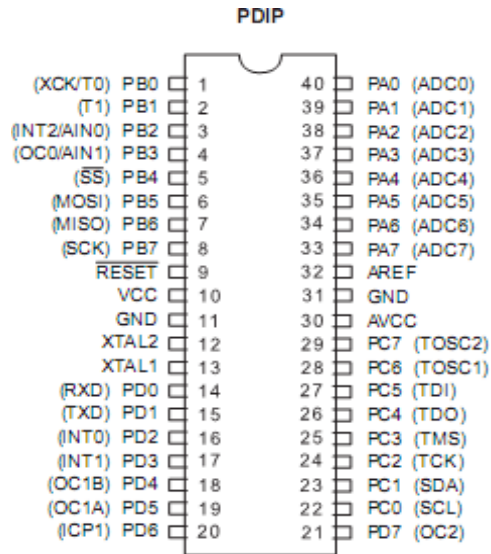 PDIP
(XCK/T0) PB0 1 40 PA0 (ADC0)
(T1) PB1 2 39 PA1 (ADC1)
(INT2/AIN0) PB2 3 38 PA2 (ADC2)
(OC0/AIN1) PB3 4 37 PA3 (ADC3)
(SS) PB4 5 36 PA4 (ADC4)
(MOSI) PB5 6 35 PA5 (ADC5)
(MISO) PB6 7 34 PA6 (ADC6)
(SCK) PB7 8 33 PA7 (ADC7)
RESET 9 32 AREF
VCC 10 31 GND
GND 11 30 AVCC
XTAL2 12 29 PC7 (TOSC2)
XTAL1 13 28 PC6 (TOSC1)
(RXD) PD0 14 27 PC5 (TDI)
(TXD) PD1 15 26 PC4 (TDO)
(INT0) PD2 16 25 PC3 (TMS)
(INT1) PD3 17 24 PC2 (TCK)
(OC1B) PD4 18 23 PC1 (SDA)
(OC1A) PD5 19 22 PC0 (SCL)
(ICP1) PD6 20 21 PD7 (OC2)